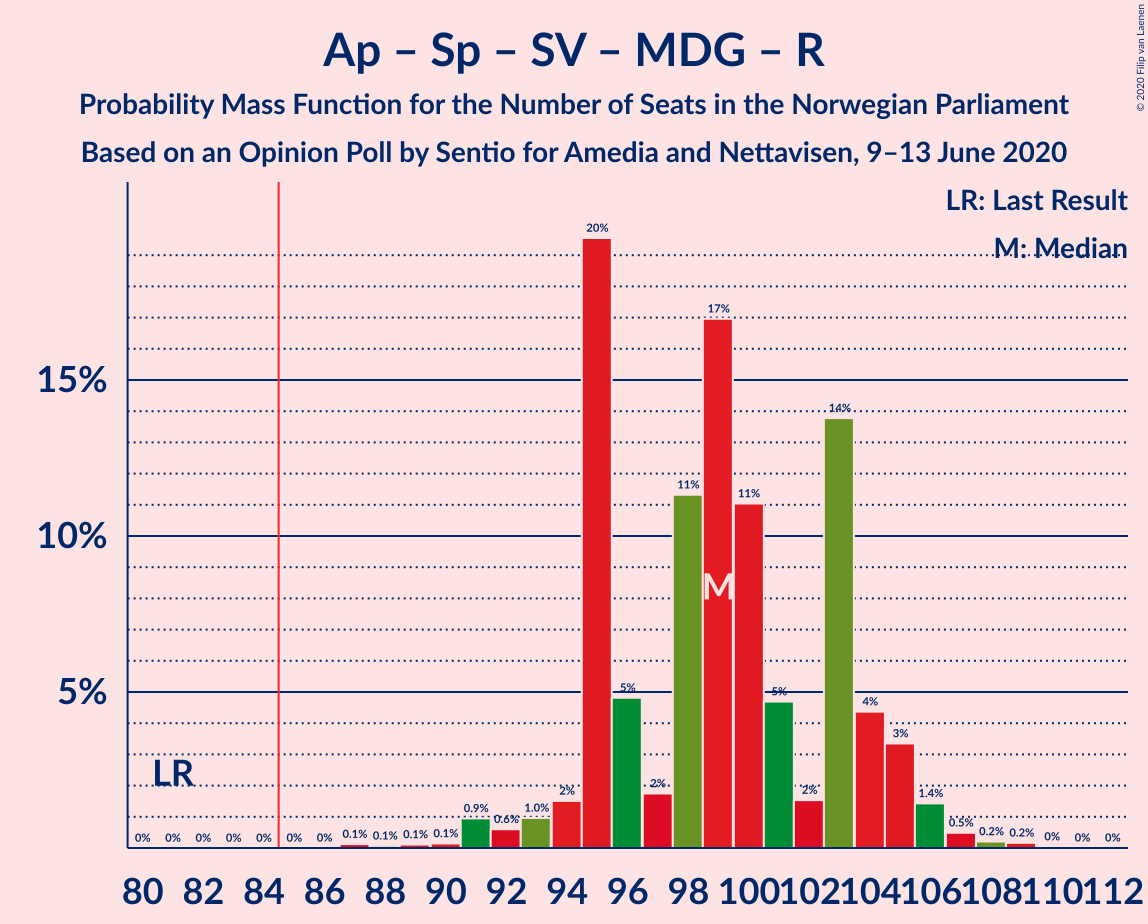 Ap – Sp – SV – MDG – R
Probability Mass Function for the Number of Seats in the Norwegian Parliament
Based on an Opinion Poll by Sentio for Amedia and Nettavisen, 9–13 June 2020
© 2020 Filip van Laenen
LR: Last Result
M: Median
15%
10%
5%
LR
M
0% 0% 0% 0% 0% 0% 0% 0.1% 0.1% 0.1% 0.1% 0.9% 0.6% 1.0% 2% 20% 5% 2% 11% 17% 11% 5% 2% 14% 4% 3% 1.4% 0.5% 0.2% 0.2% 0% 0% 0%
80 82 84 86 88 90 92 94 96 98 100 102 104 106 108 110 112